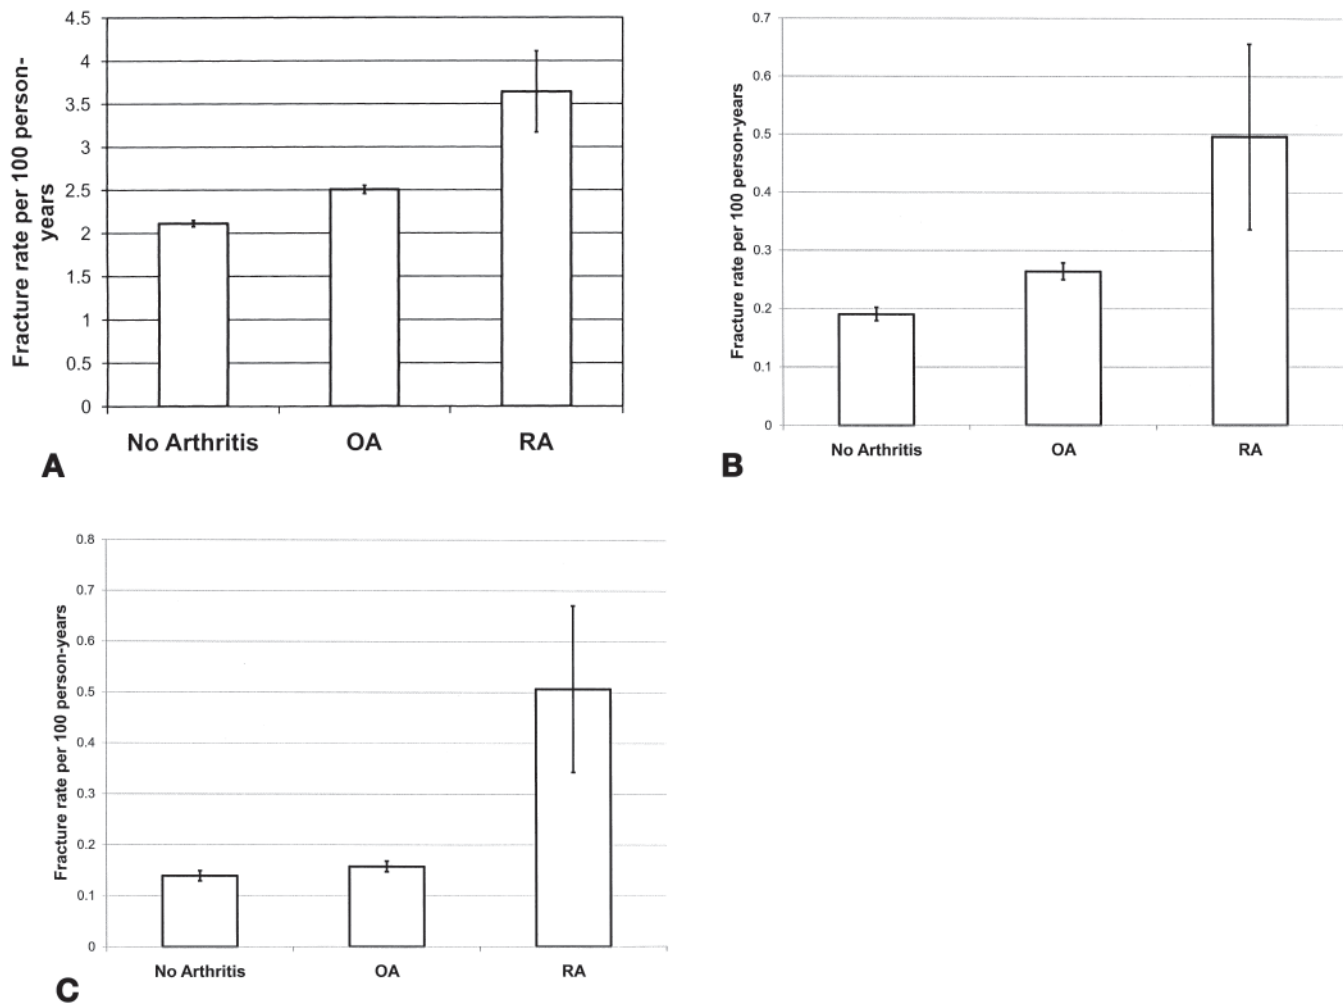 Fracture rate per 100 person-
years
4.5
4
3.5
3
2.5
2
1.5
1
0.5
0
No Arthritis OA RA
A
Fracture rate per 100 person-years
0.7
0.6
0.5
0.4
0.3
0.2
0.1
0
No Arthritis OA RA
B
Fracture rate per 100 person-years
0.8
0.7
0.6
0.5
0.4
0.3
0.2
0.1
0
No Arthritis OA RA
C